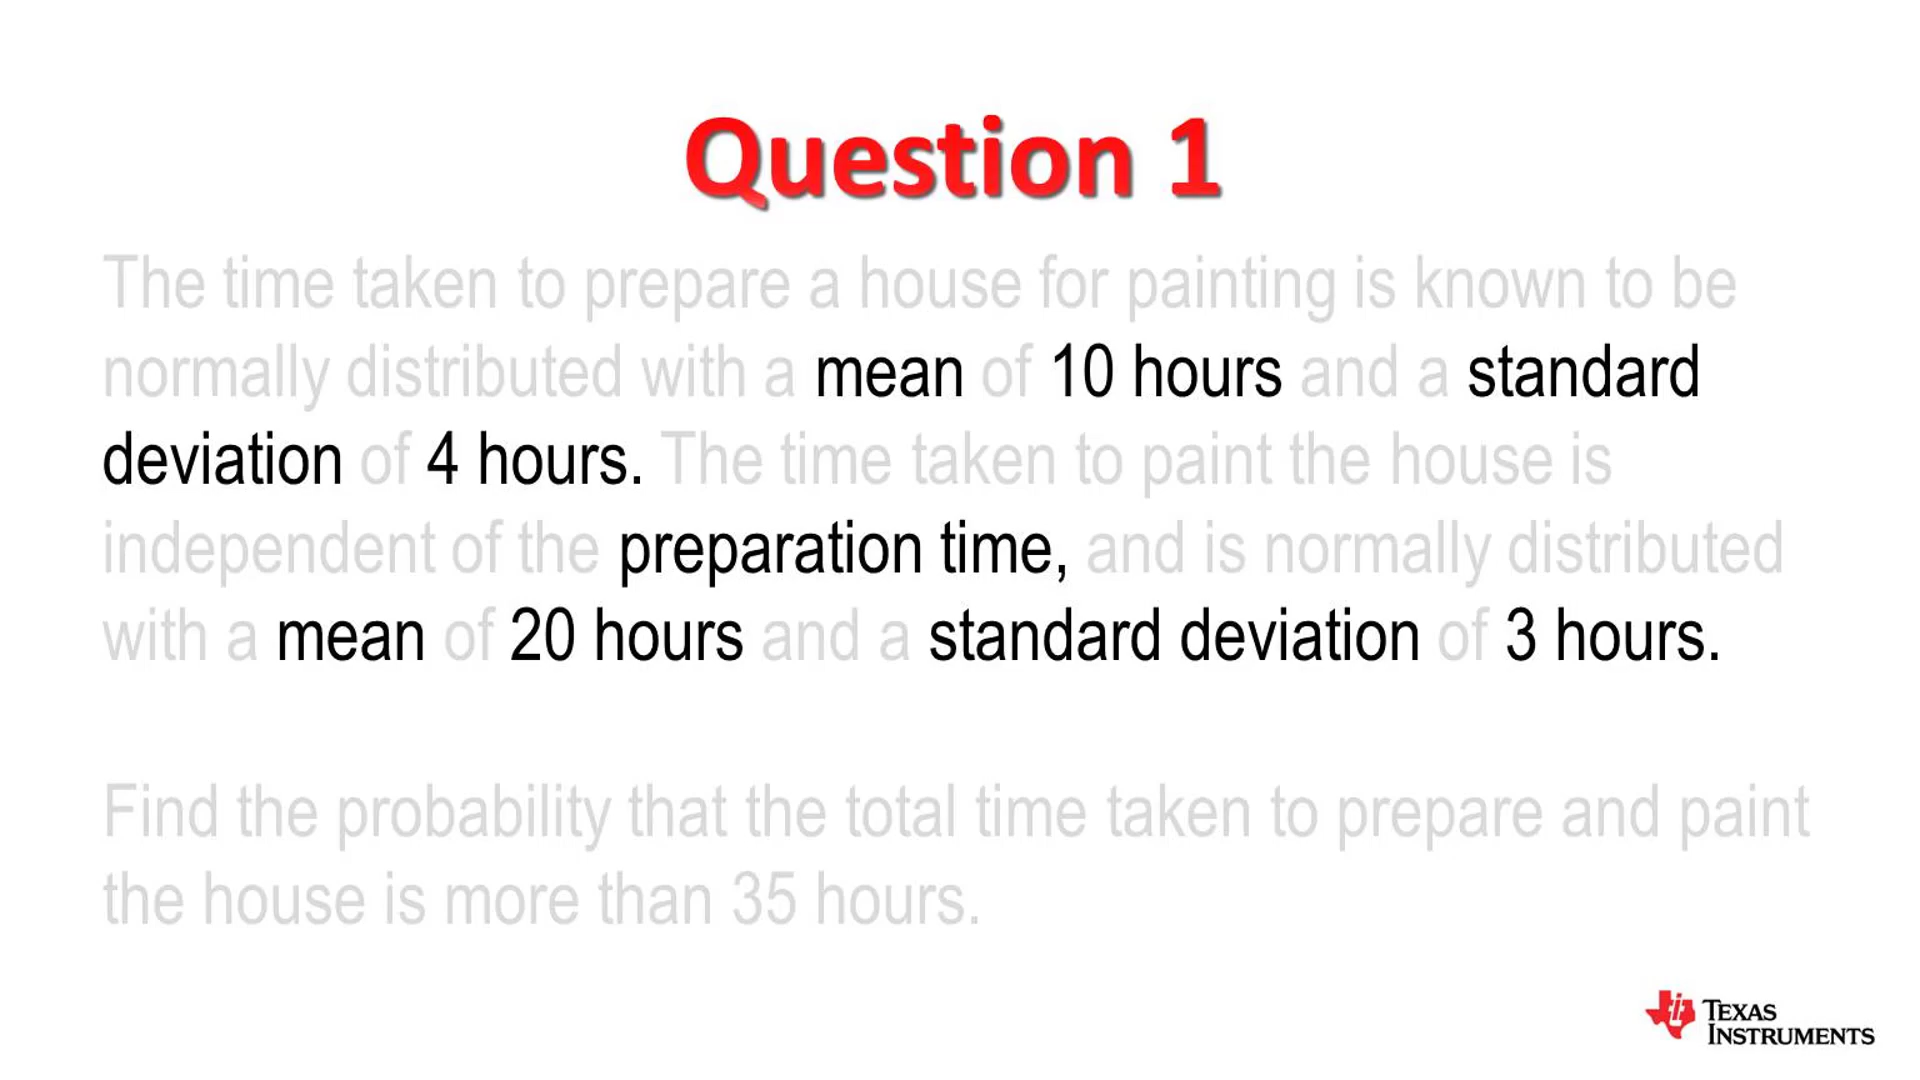 Question 1
The time taken to prepare a house for painting is known to be
normally distributed with a mean of 10 hours and a standard
deviation of 4 hours. The time taken to paint the house is
independent of the preparation time, and is normally distributed
with a mean of 20 hours and a standard deviation of 3 hours.
Find the probability that the total time taken to prepare and paint
the house is more than 35 hours.
TEXAS
INSTRUMENTS